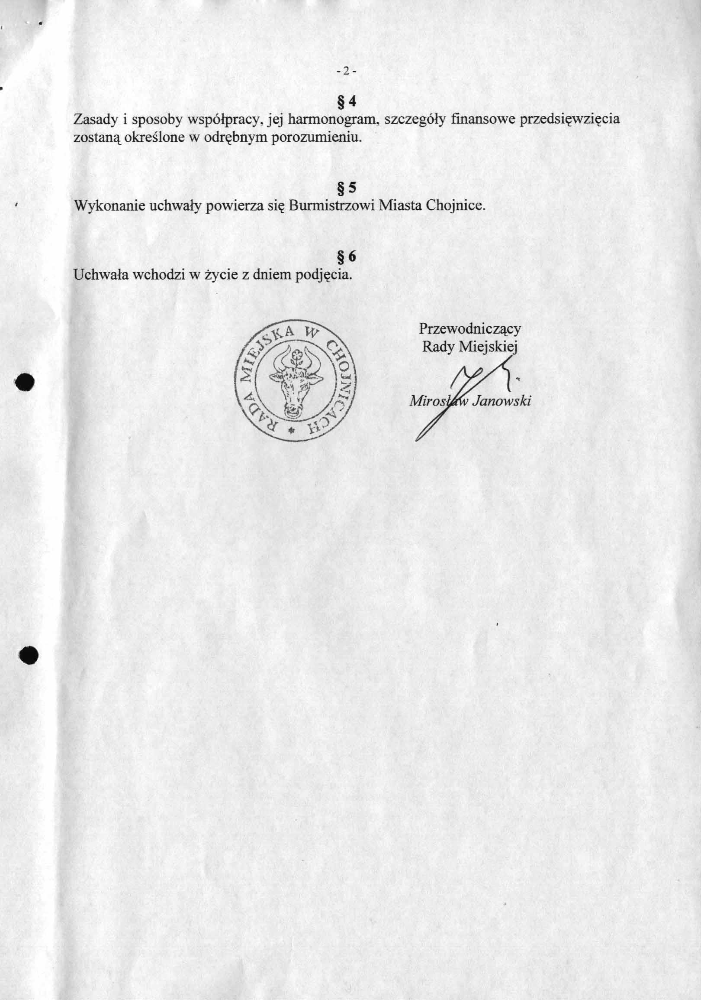 - 2 -
§ 4
Zasady i sposoby współpracy, jej harmonogram, szczegóły finansowe przedsięwzięcia
zostaną określone w odrębnym porozumieniu.
§ 5
Wykonanie uchwały powierza się Burmistrzowi Miasta Chojnice.
§ 6
Uchwała wchodzi w życie z dniem podjęcia.
RADA MIEJSKA W CHOJNICACH *
Przewodniczący
Rady Miejskiej
Mirosław Janowski